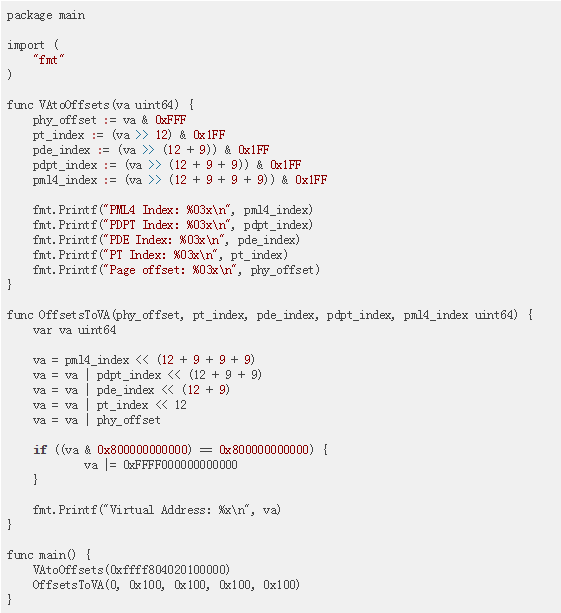 package main
import (
"fmt"
)
func VAtoOffsets(va uint64) {
phy_offset := va & 0xFFF
pt_index := (va >> 12) & 0x1FF
pde_index := (va >> (12 + 9)) & 0x1FF
pdpt_index := (va >> (12 + 9 + 9)) & 0x1FF
pml4_index := (va >> (12 + 9 + 9 + 9)) & 0x1FF
fmt.Printf("PML4 Index: %03x\n", pml4_index)
fmt.Printf("PDPT Index: %03x\n", pdpt_index)
fmt.Printf("PDE Index: %03x\n", pde_index)
fmt.Printf("PT Index: %03x\n", pt_index)
fmt.Printf("Page offset: %03x\n", phy_offset)
}
func OffsetsToVA(phy_offset, pt_index, pde_index, pdpt_index, pml4_index uint64) {
var va uint64
va = pml4_index << (12 + 9 + 9 + 9)
va = va | pdpt_index << (12 + 9 + 9)
va = va | pde_index << (12 + 9)
va = va | pt_index << 12
va = va | phy_offset
if ((va & 0x800000000000) == 0x800000000000) {
va |= 0xFFFF000000000000
}
fmt.Printf("Virtual Address: %x\n", va)
}
func main() {
VAtoOffsets(0xffff804020100000)
OffsetsToVA(0, 0x100, 0x100, 0x100, 0x100)
}